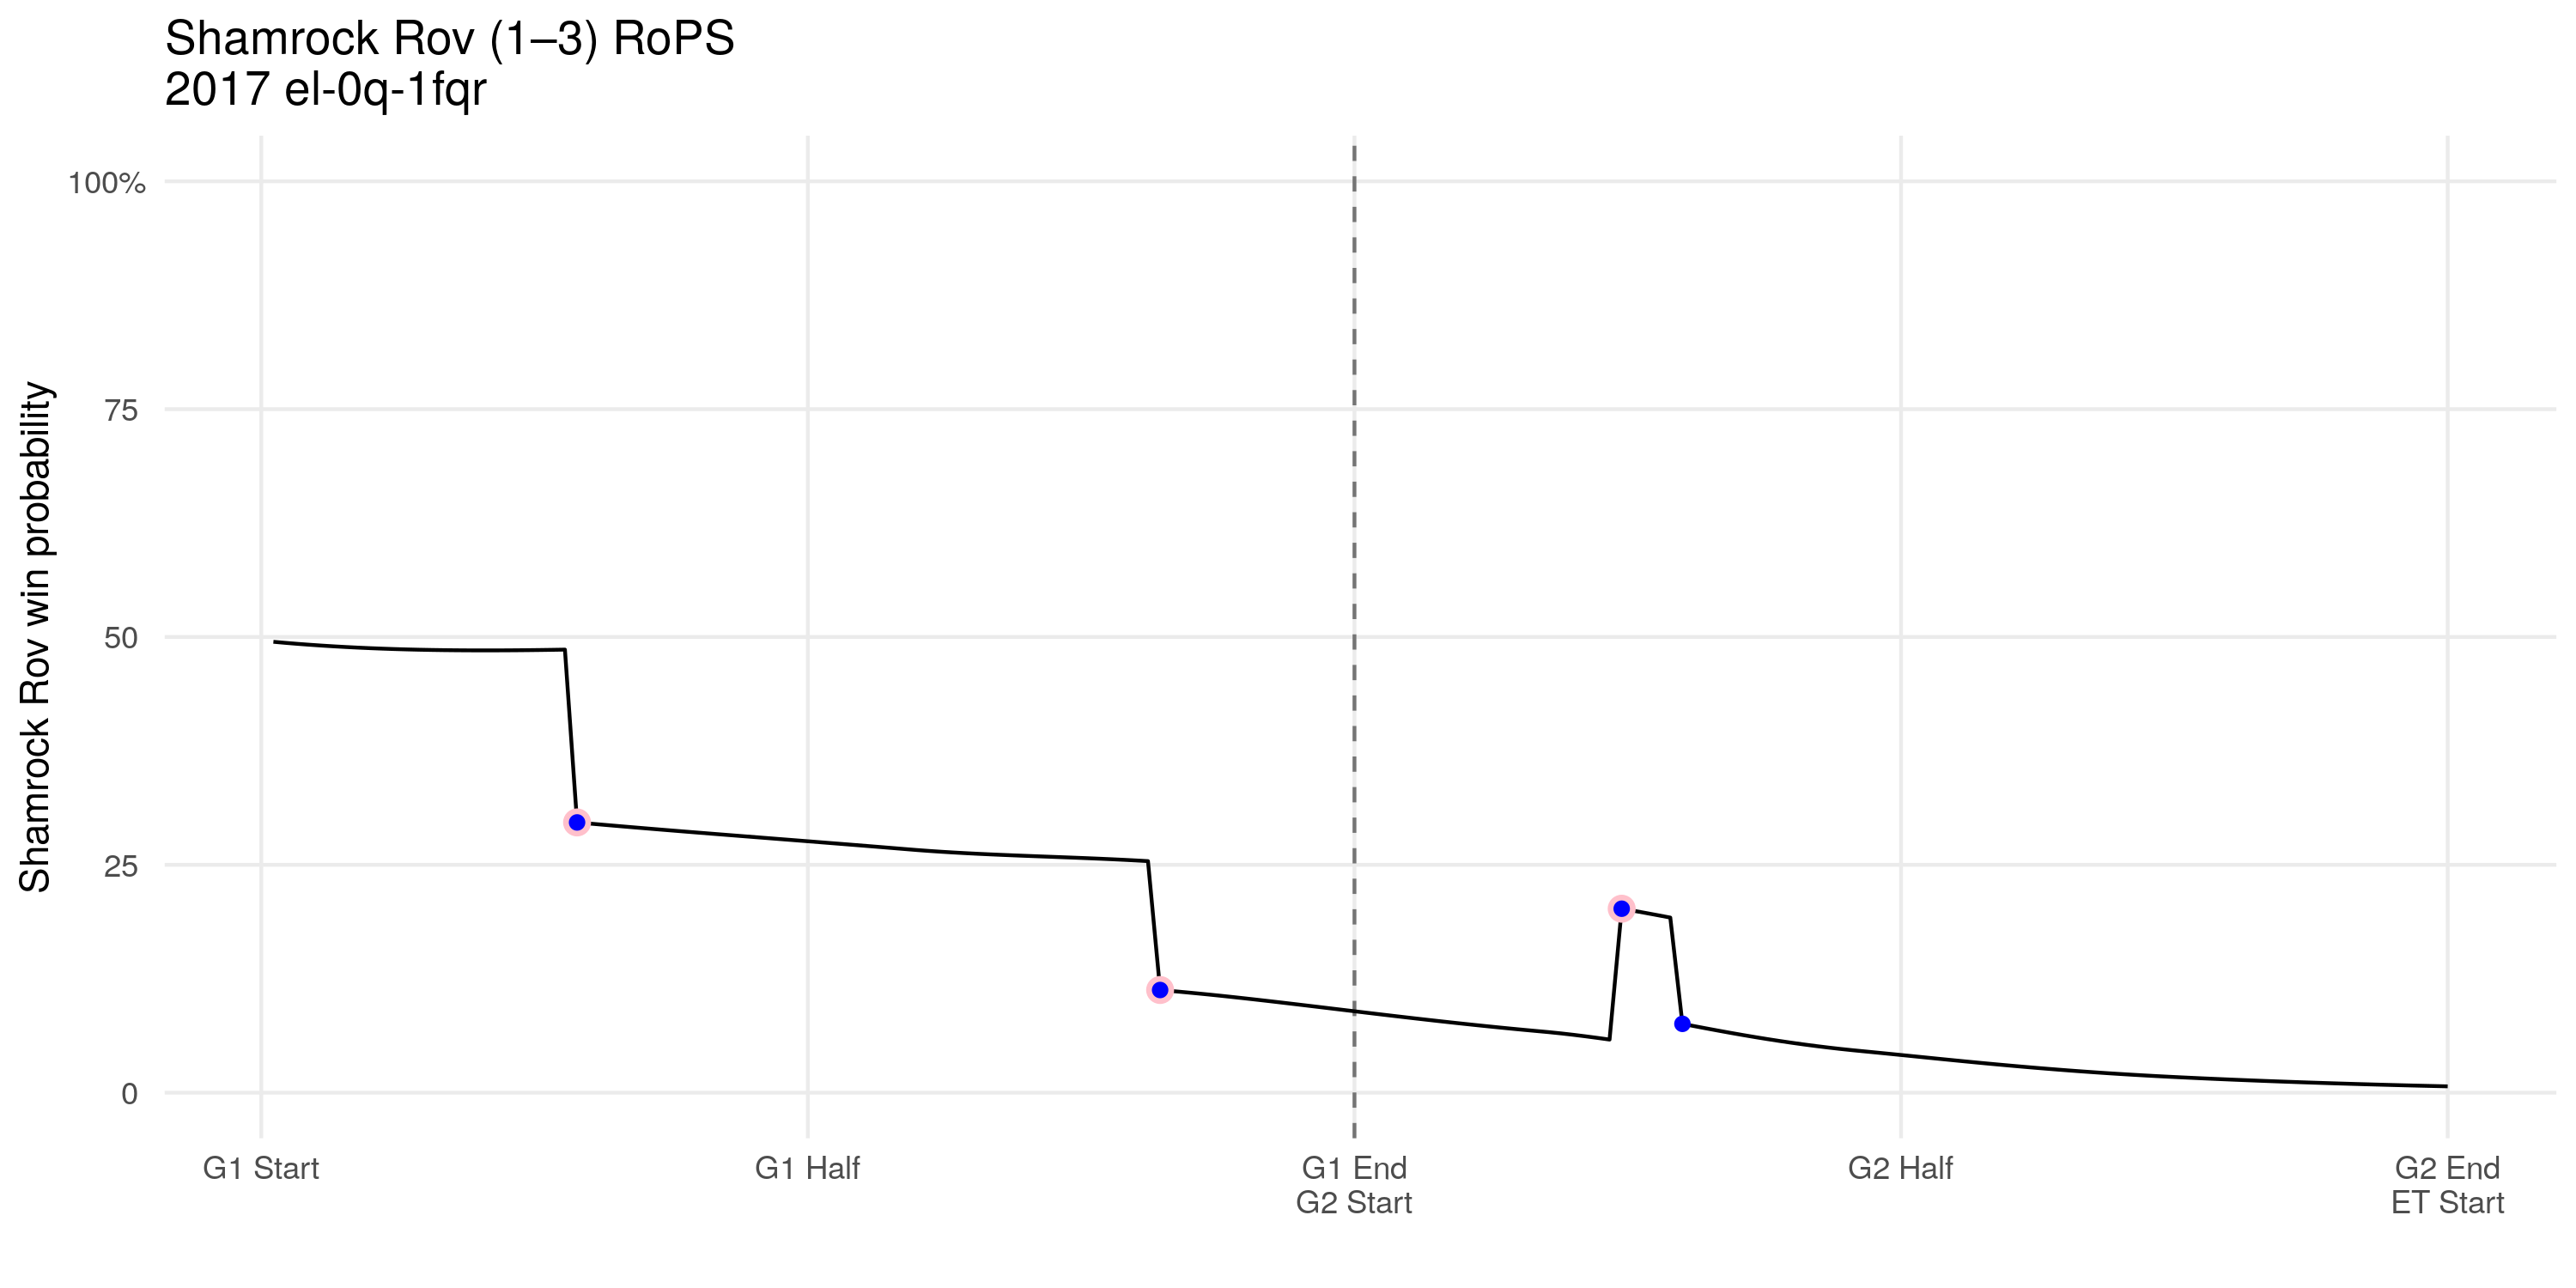 Shamrock Rov (1–3) RoPS
2017 el-0q-1fqr
Shamrock Rov win probability
100%
75
50
25
0
G1 Start
G1 Half
G1 End
G2 Start
G2 Half
G2 End
ET Start